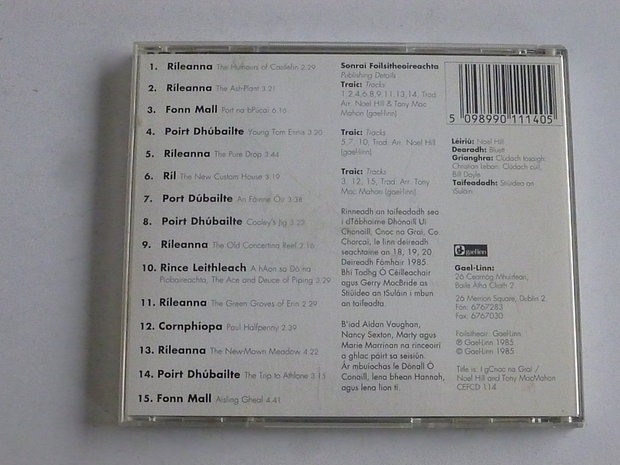 1. Ríleanna The Humours of Castlefin 2.29
2. Ríleanna The Ash-Plant 3.21
3. Fonn Mall Port na bPúcaí 6.16
4. Poirt Dhúbailte Young Tom Ennis 3.20
5. Ríleanna The Pure Drop 3.44
6. Ríl The New Custom House 3.19
7. Port Dúbailte An Fáinne Óir 3.38
8. Poirt Dhúbailte Cooley's Jig 3.23
9. Ríleanna The Old Concertina Reel 2.16
10. Rince Leithleach A hAon sa Dó na
Píobaireachta, The Ace and Deuce of Piping 3.29
11. Ríleanna The Green Groves of Erin 2.29
12. Cornphíopa Paul Halfpenny 2.39
13. Ríleanna The New-Mown Meadow 4.22
14. Poirt Dhúbailte The Trip to Athlone 3.15
15. Fonn Mall Aisling Gheal 4.41
Sonraí Foilsitheoireachta
Publishing Details
Traic: Tracks
1,2,4,6,8,9,11,13,14, Trad.
Arr. Noel Hill & Tony Mac
Mahon (gael-linn)
Traic: Tracks
5,7,10, Trad. Arr. Noel Hill
(gael-linn)
Traic: Tracks
3, 12, 15, Trad. Arr. Tony
Mac Mahon (gael-linn)
Rinneadh an taifeadadh seo
i dTábhairne Dhónaill Uí
Chonaill, Cnoc na Graí, Co
Chorcaí, le linn deireadh
seachtaine an 18, 19, 20
Deireadh Fómhair 1985.
Bhí Tadhg Ó Céilleachair
agus Gerry MacBride as
Stiúideo an tSuláin i mbun
an taifeadta.
B'iad Aidan Vaughan,
Nancy Sexton, Marty agus
Marie Marrinan na rinceoirí
a ghlac páirt sa seisiún.
Ár mbuíochas le Dónall Ó
Conaill, lena bhean Hannah,
agus lena lion tí.
5 098990 111405
Léiriú: Noel Hill
Dearadh: Bluett
Grianghra: Clúdach tosaigh:
Christian Leban. Clúdach cúil,
Bill Doyle
Taifeadadh: Stiúideo an
tSuláin
gaellinn
Gael-Linn:
26 Cearnóg Mhuirfean,
Baile Átha Cliath 2
26 Merrion Square, Dublin 2
Fón: 6767283
Fax: 6767030
Foilsitheoir: Gael-Linn
℗ Gael-Linn 1985
© Gael-Linn 1985
Title is: I gCnoc na Graí /
Noel Hill and Tony MacMahon
CEFCD 114